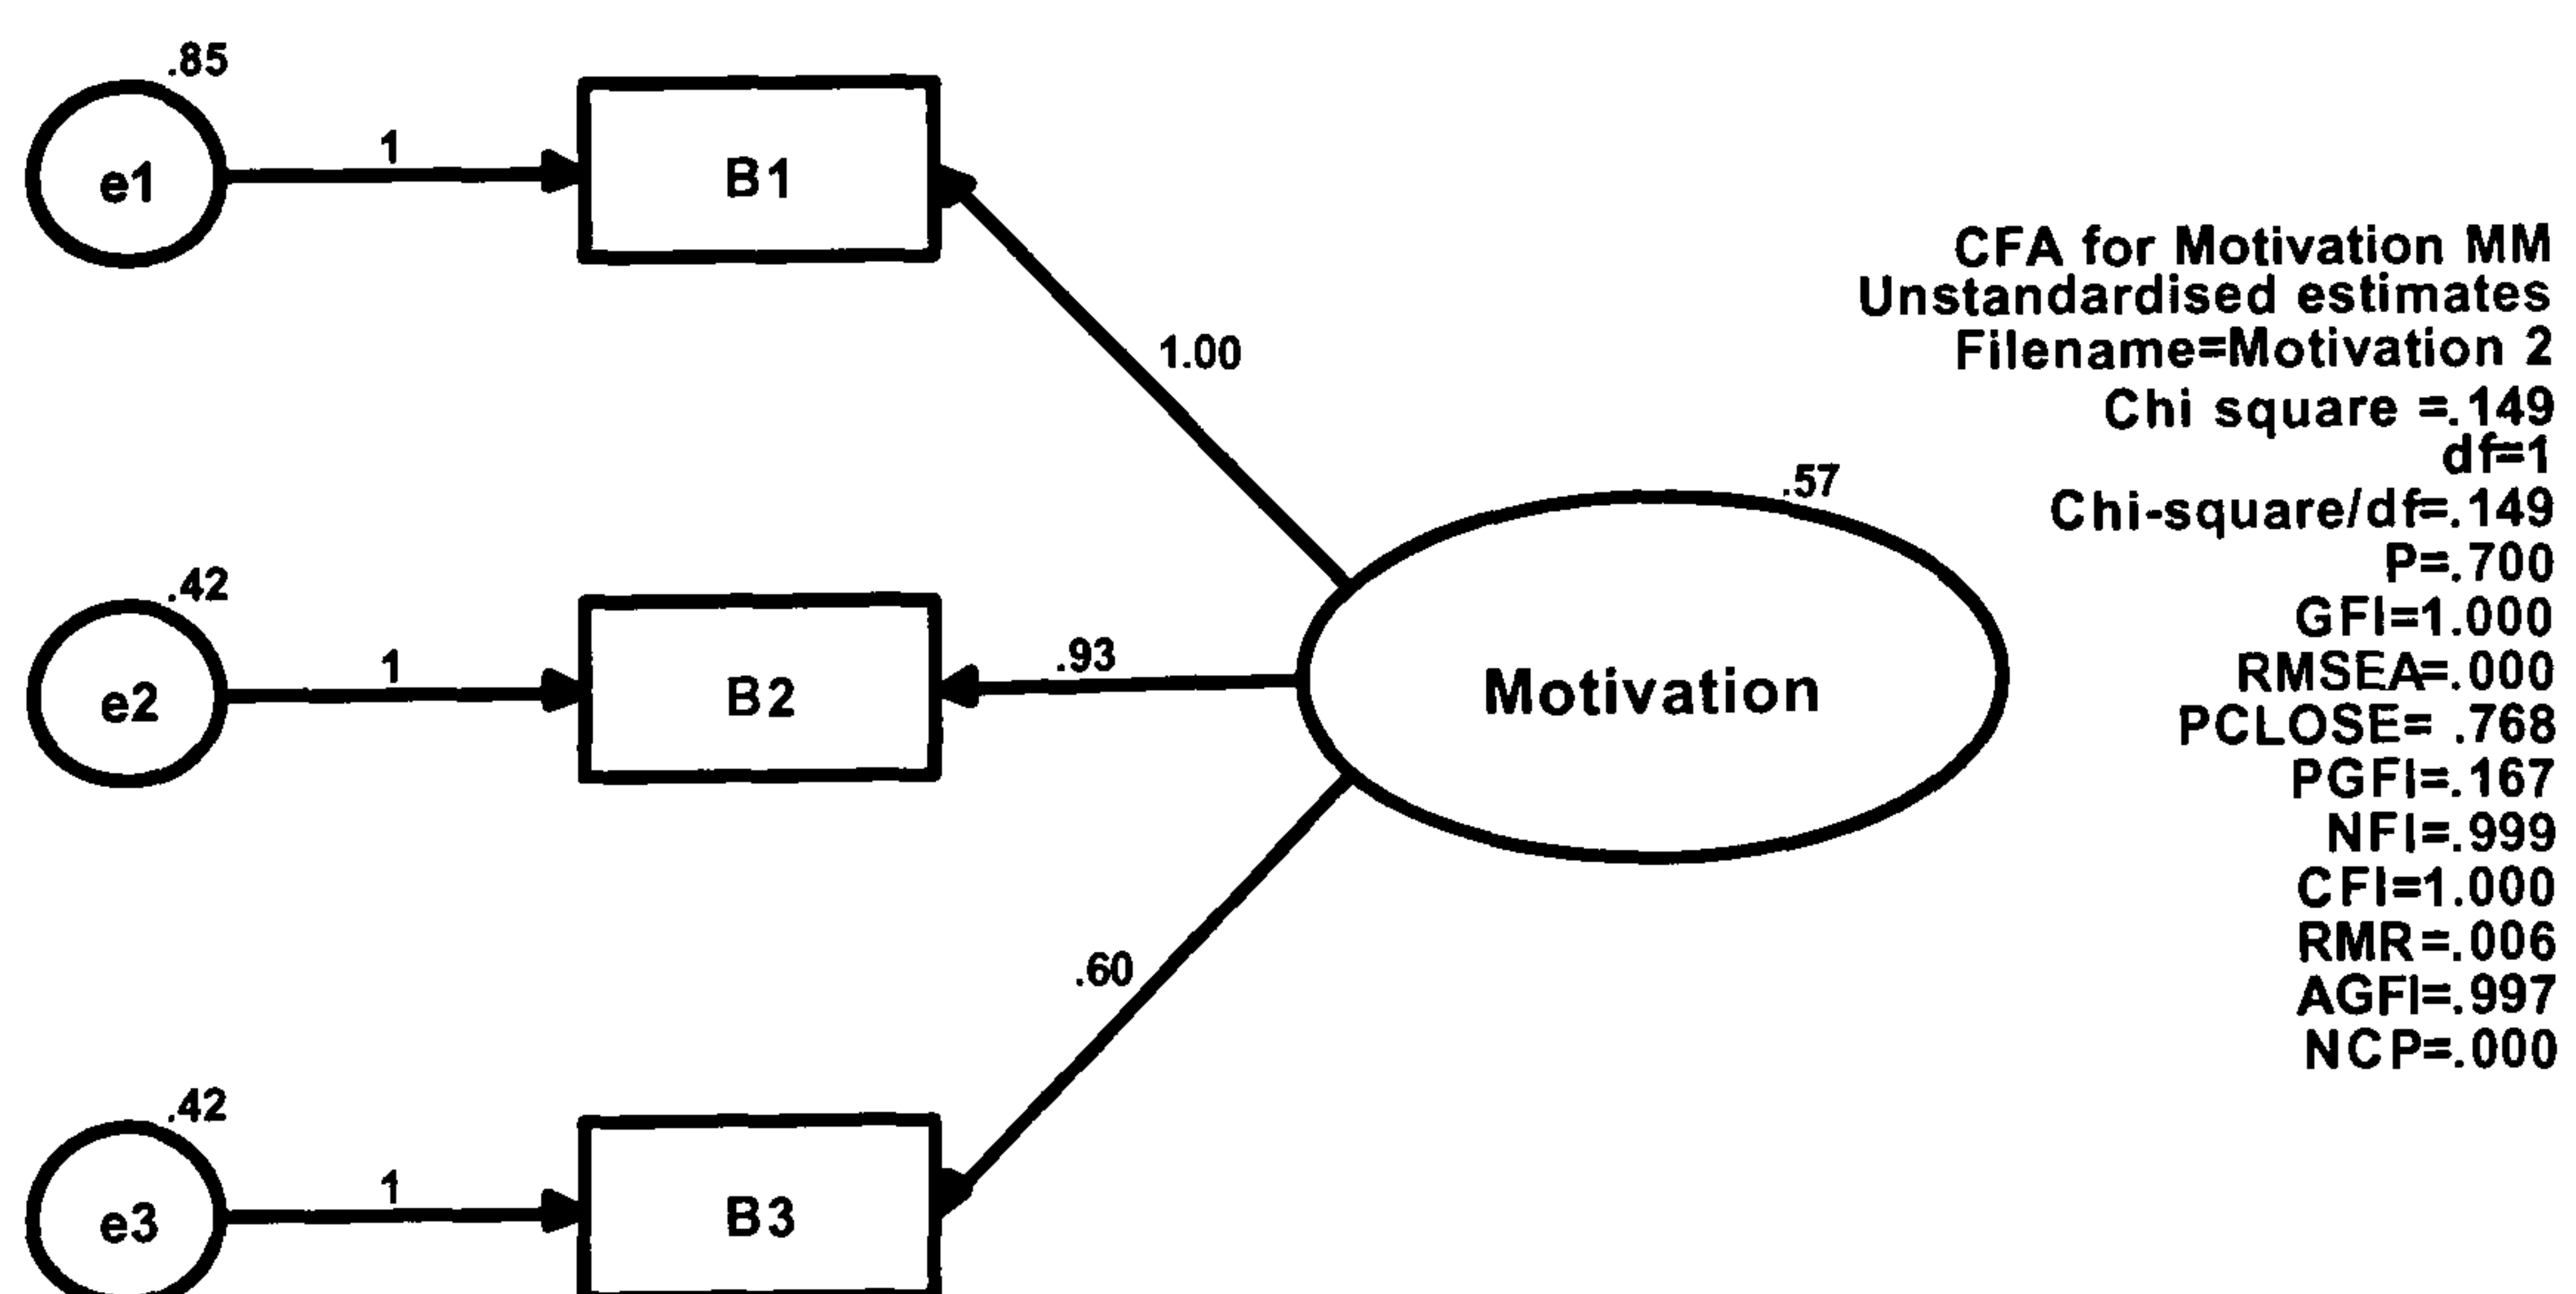 .85
e1
1
B1
1.00
.42
e2
1
B2
.93
.57
Motivation
.60
.42
e3
1
B3
CFA for Motivation MM
Unstandardised estimates
Filename=Motivation 2
Chi square =.149
df=1
Chi-square/df=.149
P=.700
GFI=1.000
RMSEA=.000
PCLOSE= .768
PGFI=.167
NFI=.999
CFI=1.000
RMR=.006
AGFI=.997
NCP=.000